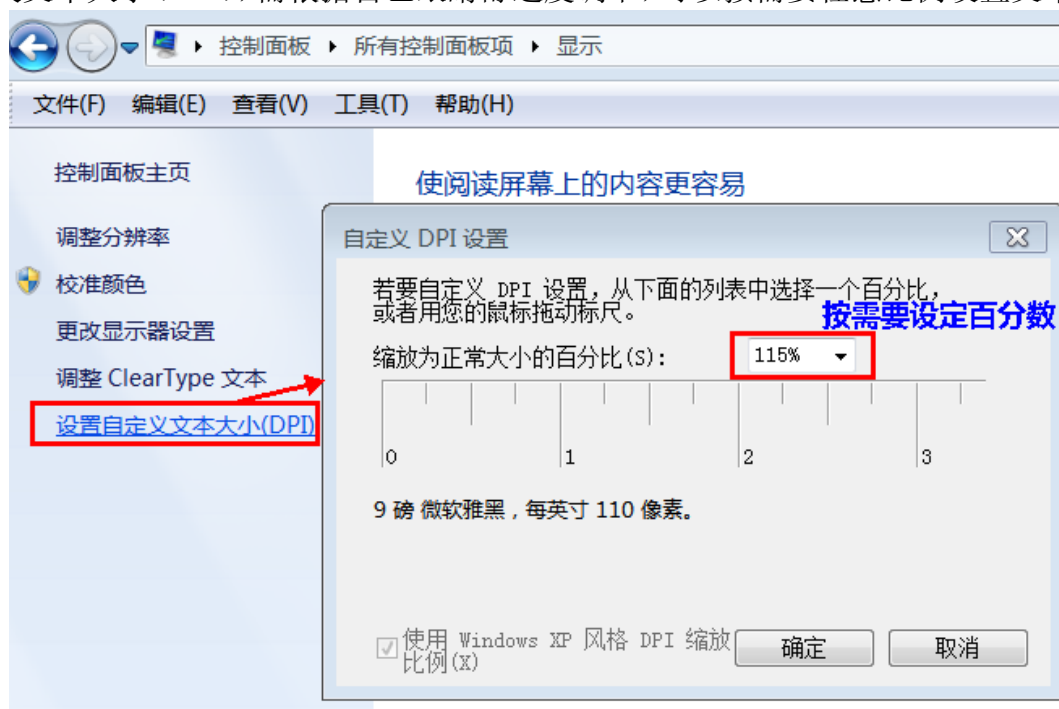 控制面板 ▸ 所有控制面板项 ▸ 显示
文件(F) 编辑(E) 查看(V) 工具(T) 帮助(H)
控制面板主页
使阅读屏幕上的内容更容易
调整分辨率
校准颜色
更改显示器设置
调整 ClearType 文本
设置自定义文本大小(DPI)
自定义 DPI 设置
若要自定义 DPI 设置，从下面的列表中选择一个百分比，
或者用您的鼠标拖动标尺。
按需要设定百分数
缩放为正常大小的百分比(S): 115%
0 1 2 3
9 磅 微软雅黑，每英寸 110 像素。
使用 Windows XP 风格 DPI 缩放
比例(X)
确定 取消